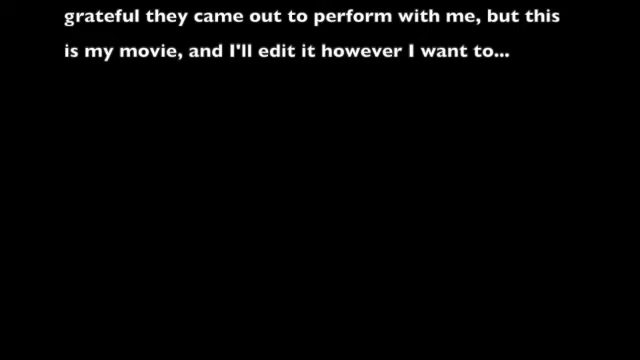 grateful they came out to perform with me, but this
is my movie, and I'll edit it however I want to...